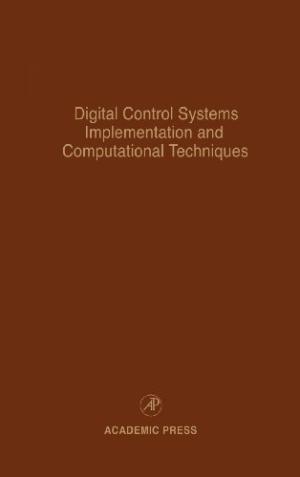 Digital Control Systems
Implementation and
Computational Techniques
AP
ACADEMIC PRESS